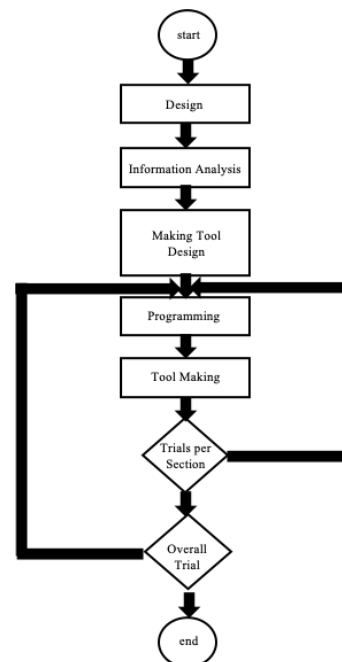 start
Design
Information Analysis
Making Tool
Design
Programming
Tool Making
Trials per
Section
Overall
Trial
end